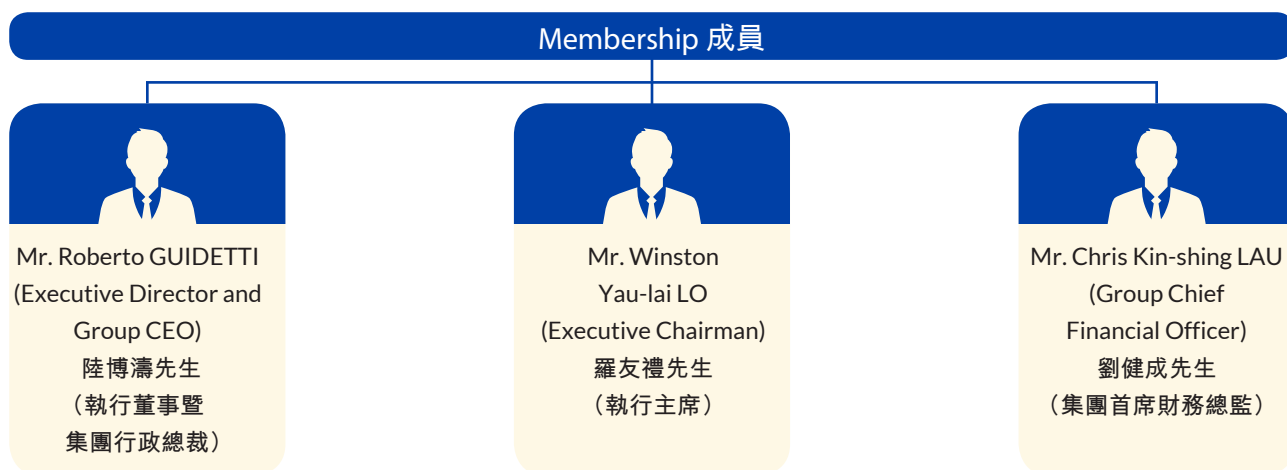 Membership 成員
Mr. Roberto GUIDETTI
(Executive Director and
Group CEO)
陸博濤先生
（執行董事暨
集團行政總裁）
Mr. Winston
Yau-lai LO
(Executive Chairman)
羅友禮先生
（執行主席）
Mr. Chris Kin-shing LAU
(Group Chief
Financial Officer)
劉健成先生
（集團首席財務總監）